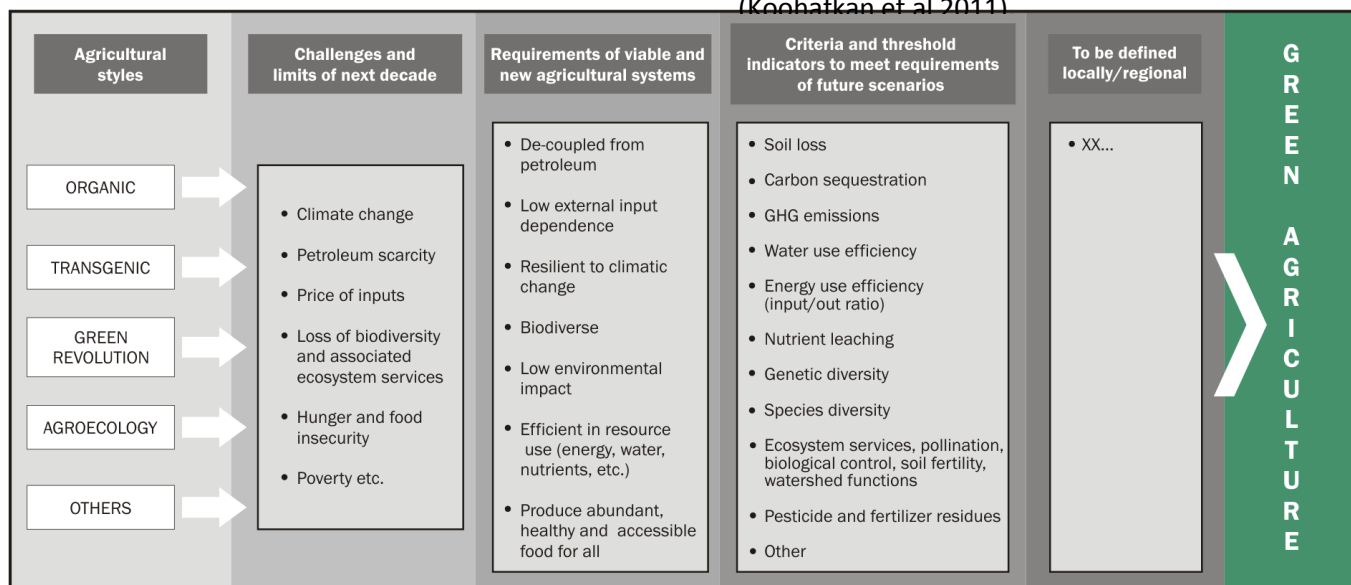 (Koohafkan et al 2011)
Agricultural
styles
ORGANIC
TRANSGENIC
GREEN
REVOLUTION
AGROECOLOGY
OTHERS
Challenges and
limits of next decade
• Climate change
• Petroleum scarcity
• Price of inputs
• Loss of biodiversity
and associated
ecosystem services
• Hunger and food
insecurity
• Poverty etc.
Requirements of viable and
new agricultural systems
• De-coupled from
petroleum
• Low external input
dependence
• Resilient to climatic
change
• Biodiverse
• Low environmental
impact
• Efficient in resource
use (energy, water,
nutrients, etc.)
• Produce abundant,
healthy and accessible
food for all
Criteria and threshold
indicators to meet requirements
of future scenarios
• Soil loss
• Carbon sequestration
• GHG emissions
• Water use efficiency
• Energy use efficiency
(input/out ratio)
• Nutrient leaching
• Genetic diversity
• Species diversity
• Ecosystem services, pollination,
biological control, soil fertility,
watershed functions
• Pesticide and fertilizer residues
• Other
To be defined
locally/regional
• XX...
GREEN AGRICULTURE